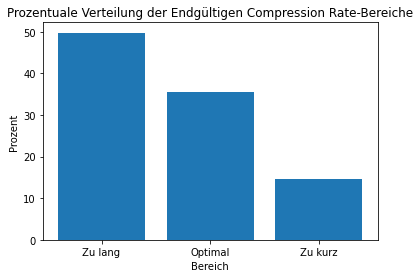 Prozentuale Verteilung der Endgültigen Compression Rate-Bereiche
50
40
30
20
10
0
Prozent
Zu lang Optimal Zu kurz
Bereich